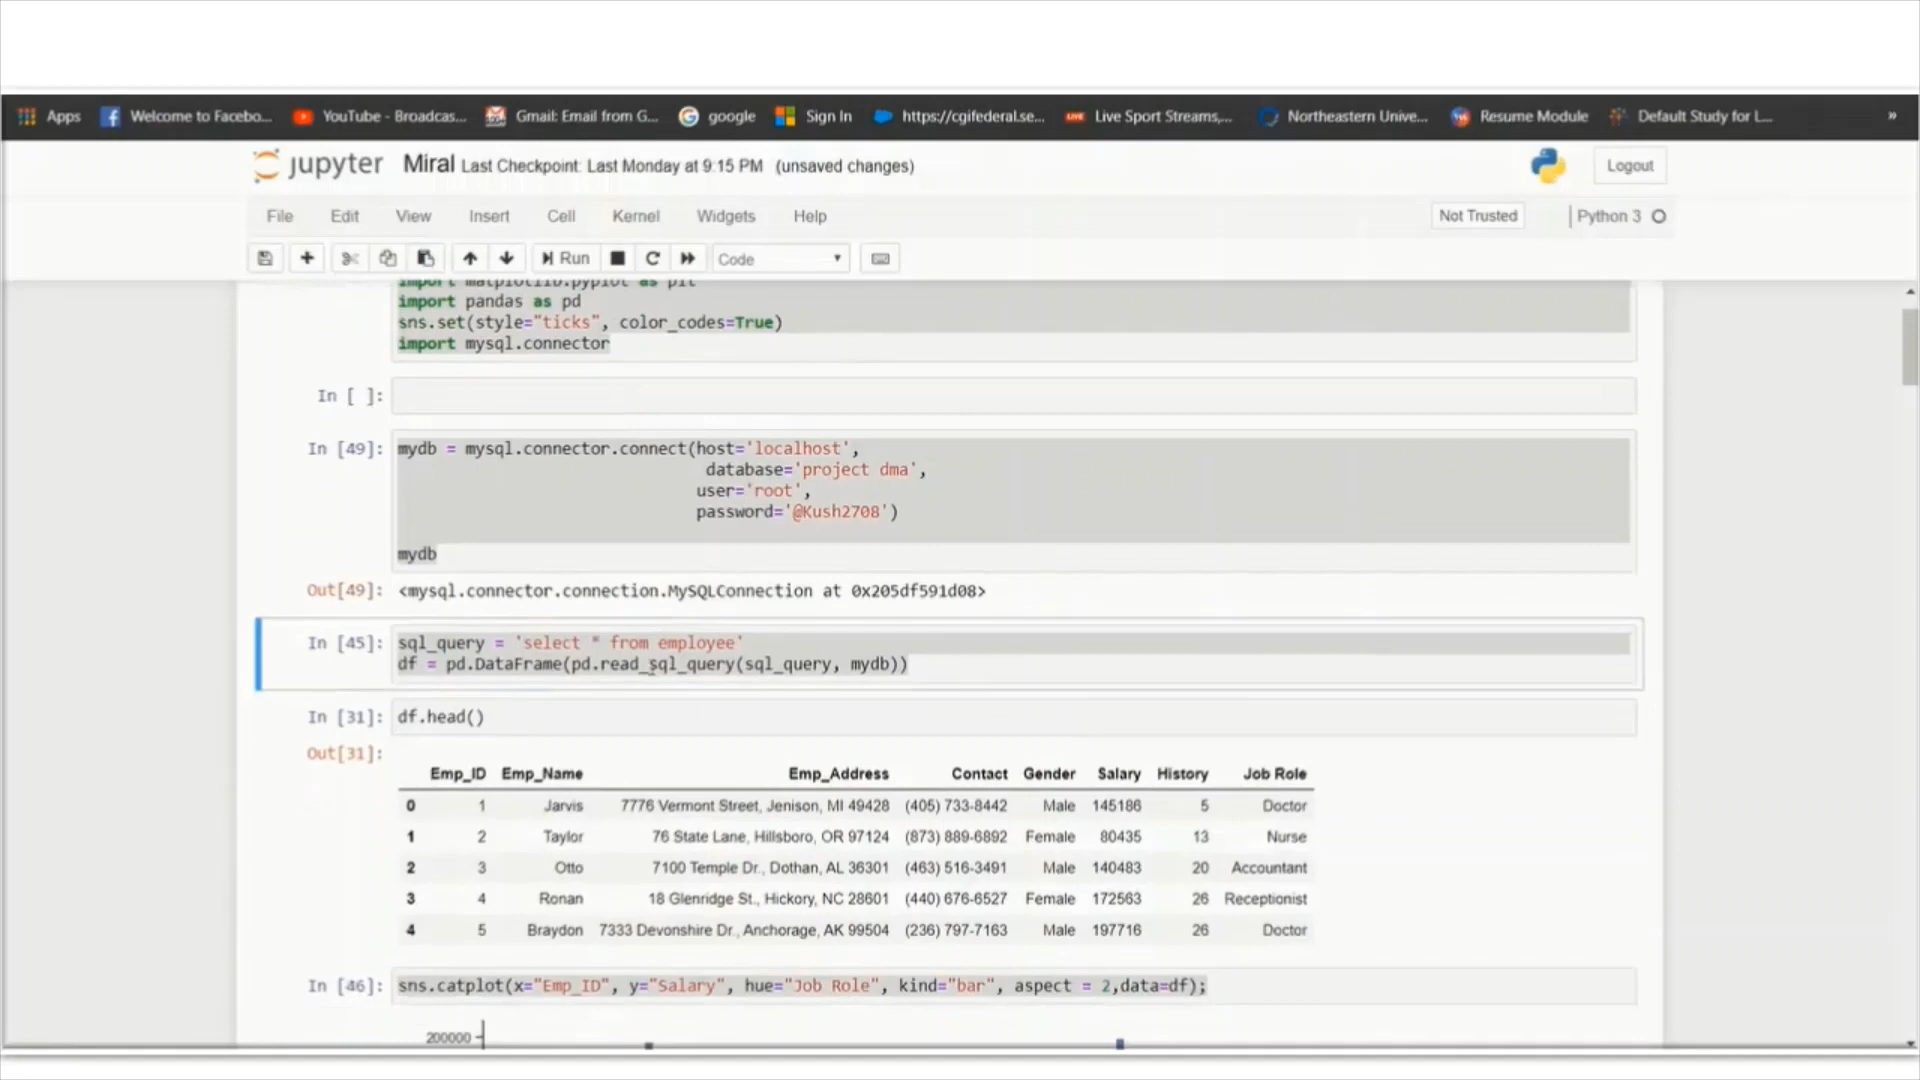 Apps Welcome to Facebo... YouTube - Broadcas... Gmail: Email from G... google Sign In https://cgifederal.se... Live Sport Streams,... Northeastern Unive... Resume Module Default Study for L... »
jupyter Miral Last Checkpoint: Last Monday at 9:15 PM (unsaved changes) Logout
File Edit View Insert Cell Kernel Widgets Help Not Trusted Python 3
Run Code
import matplotlib.pyplot as plt
import pandas as pd
sns.set(style="ticks", color_codes=True)
import mysql.connector
In [ ]:
In [49]: mydb = mysql.connector.connect(host='localhost',
database='project dma',
user='root',
password='@Kush2708')
mydb
Out[49]: <mysql.connector.connection.MySQLConnection at 0x205df591d08>
In [45]: sql_query = 'select * from employee'
df = pd.DataFrame(pd.read_sql_query(sql_query, mydb))
In [31]: df.head()
Out[31]:
Emp_ID Emp_Name Emp_Address Contact Gender Salary History Job Role
0 1 Jarvis 7776 Vermont Street, Jenison, MI 49428 (405) 733-8442 Male 145186 5 Doctor
1 2 Taylor 76 State Lane, Hillsboro, OR 97124 (873) 889-6892 Female 80435 13 Nurse
2 3 Otto 7100 Temple Dr., Dothan, AL 36301 (463) 516-3491 Male 140483 20 Accountant
3 4 Ronan 18 Glenridge St., Hickory, NC 28601 (440) 676-6527 Female 172563 26 Receptionist
4 5 Braydon 7333 Devonshire Dr., Anchorage, AK 99504 (236) 797-7163 Male 197716 26 Doctor
In [46]: sns.catplot(x="Emp_ID", y="Salary", hue="Job Role", kind="bar", aspect = 2,data=df);
200000